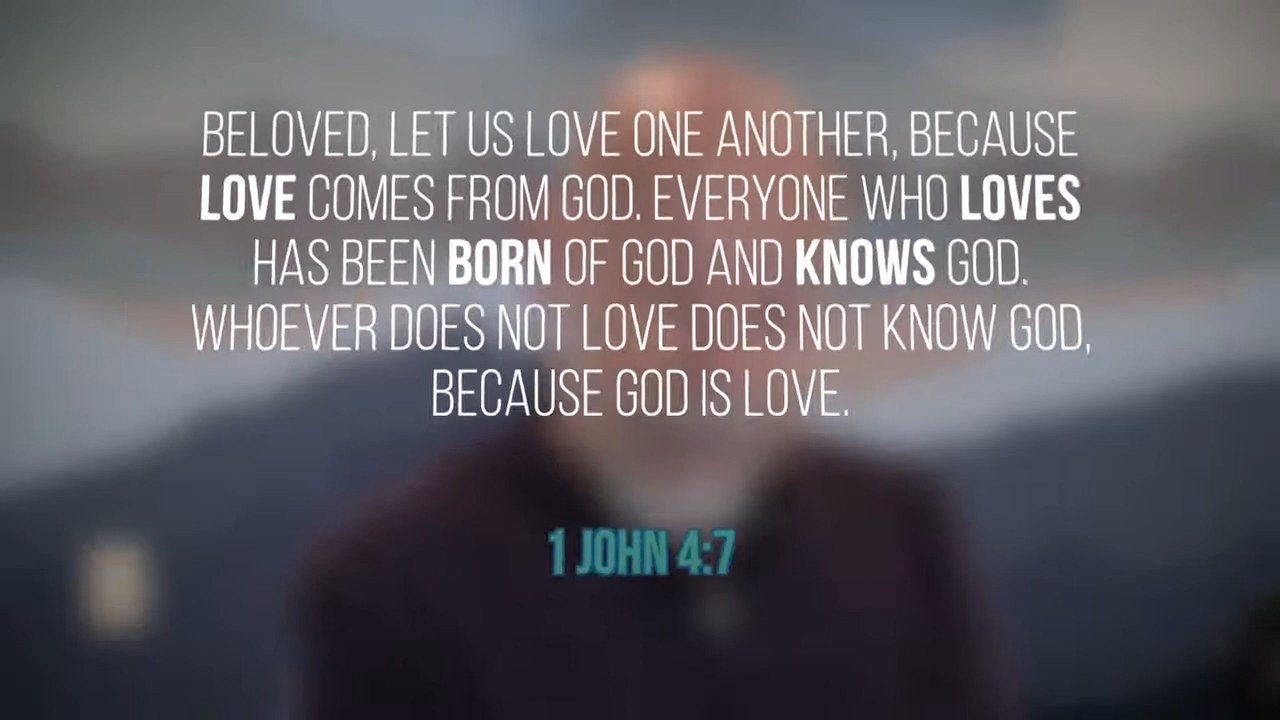 BELOVED, LET US LOVE ONE ANOTHER, BECAUSE
LOVE COMES FROM GOD. EVERYONE WHO LOVES
HAS BEEN BORN OF GOD AND KNOWS GOD.
WHOEVER DOES NOT LOVE DOES NOT KNOW GOD,
BECAUSE GOD IS LOVE.
1 JOHN 4:7